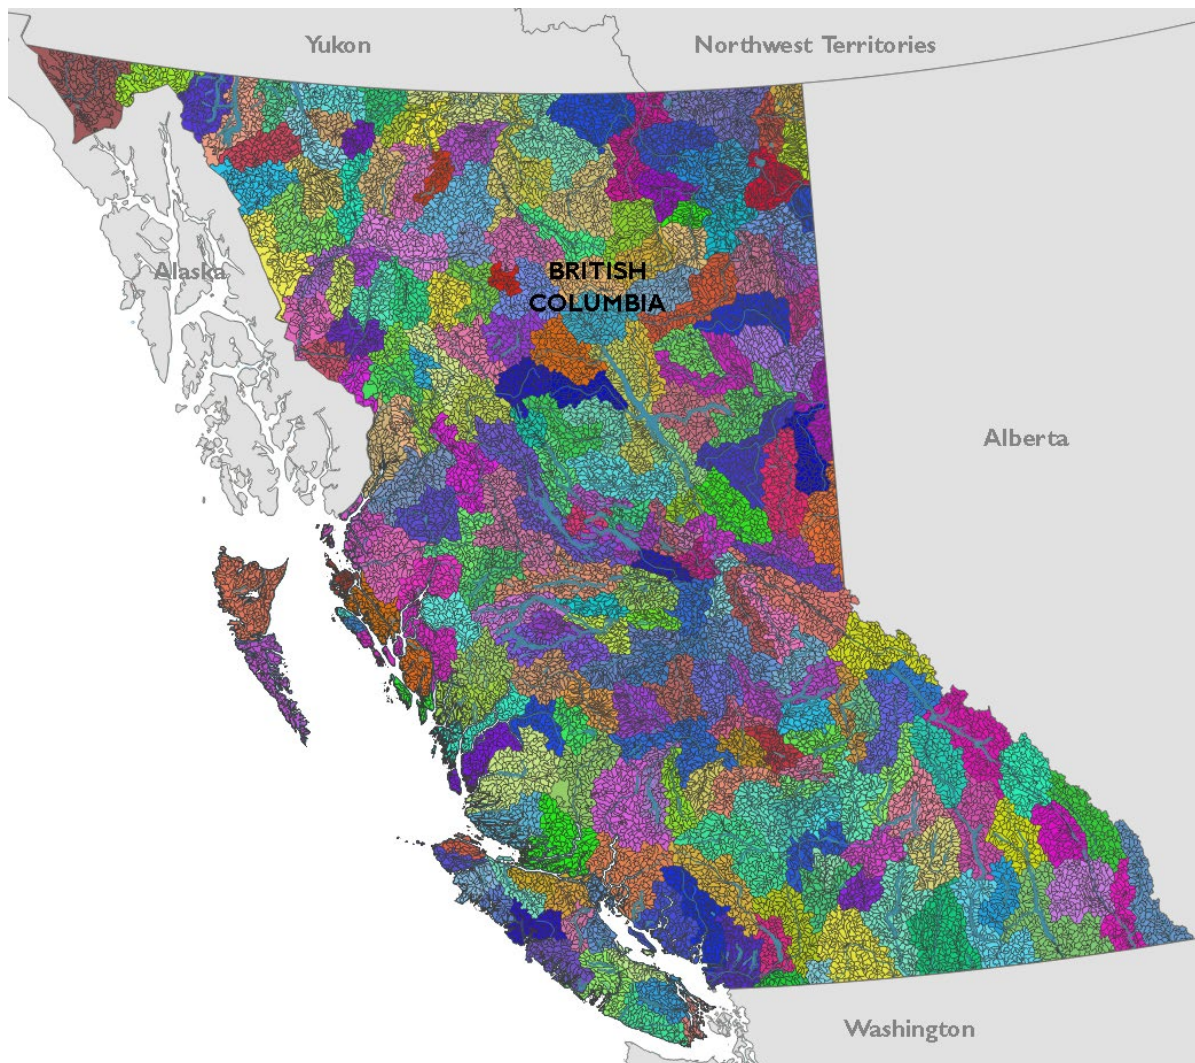 Yukon
Northwest Territories
Alaska
BRITISH
COLUMBIA
Alberta
Washington